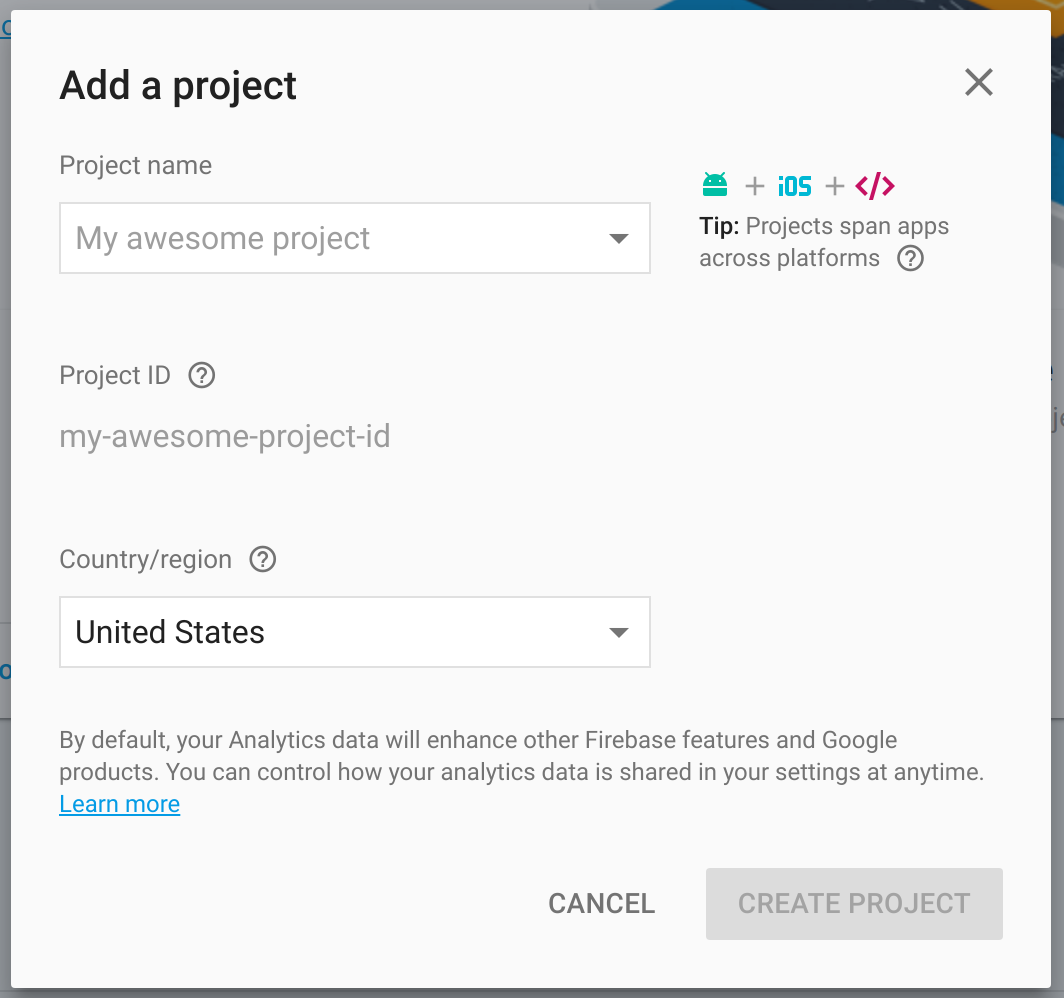 Add a project
Project name
My awesome project
+ iOS + </>
Tip: Projects span apps
across platforms ?
Project ID ?
my-awesome-project-id
Country/region ?
United States
By default, your Analytics data will enhance other Firebase features and Google
products. You can control how your analytics data is shared in your settings at anytime.
Learn more
CANCEL
CREATE PROJECT